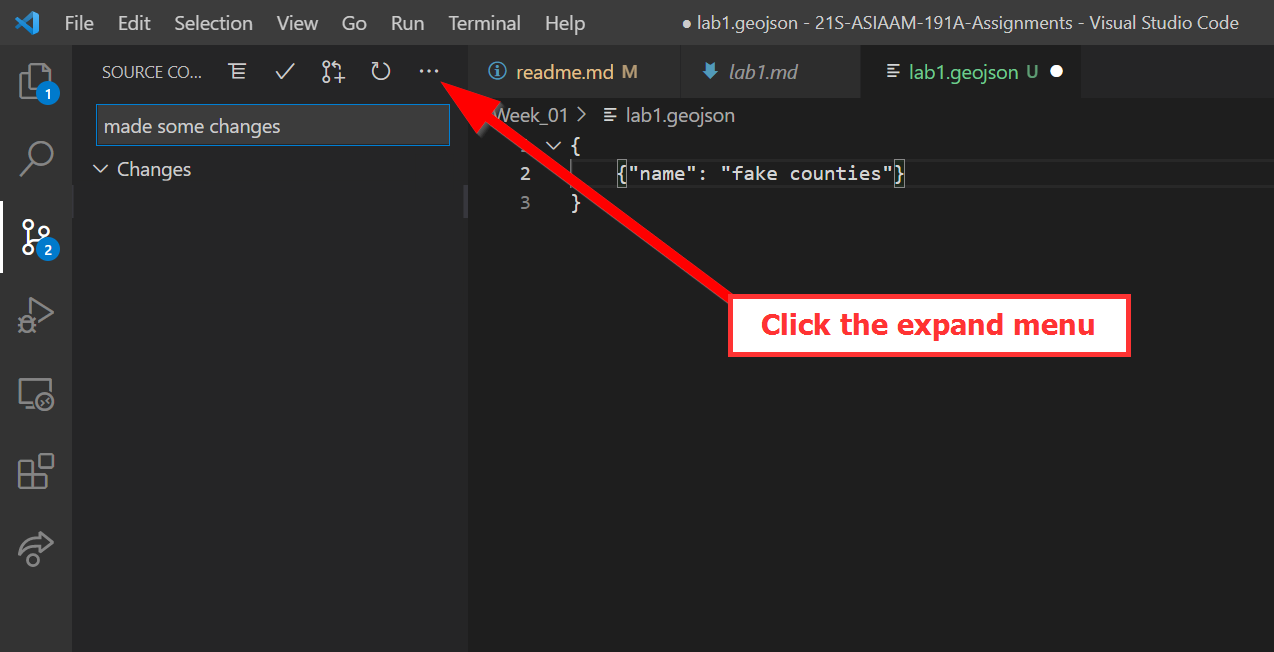 File Edit Selection View Go Run Terminal Help ● lab1.geojson - 21S-ASIAAM-191A-Assignments - Visual Studio Code
SOURCE CO...
readme.md M
lab1.md
lab1.geojson U
1
made some changes
Week_01 > lab1.geojson
Changes
{
2 {"name": "fake counties"}
3 }
2
Click the expand menu